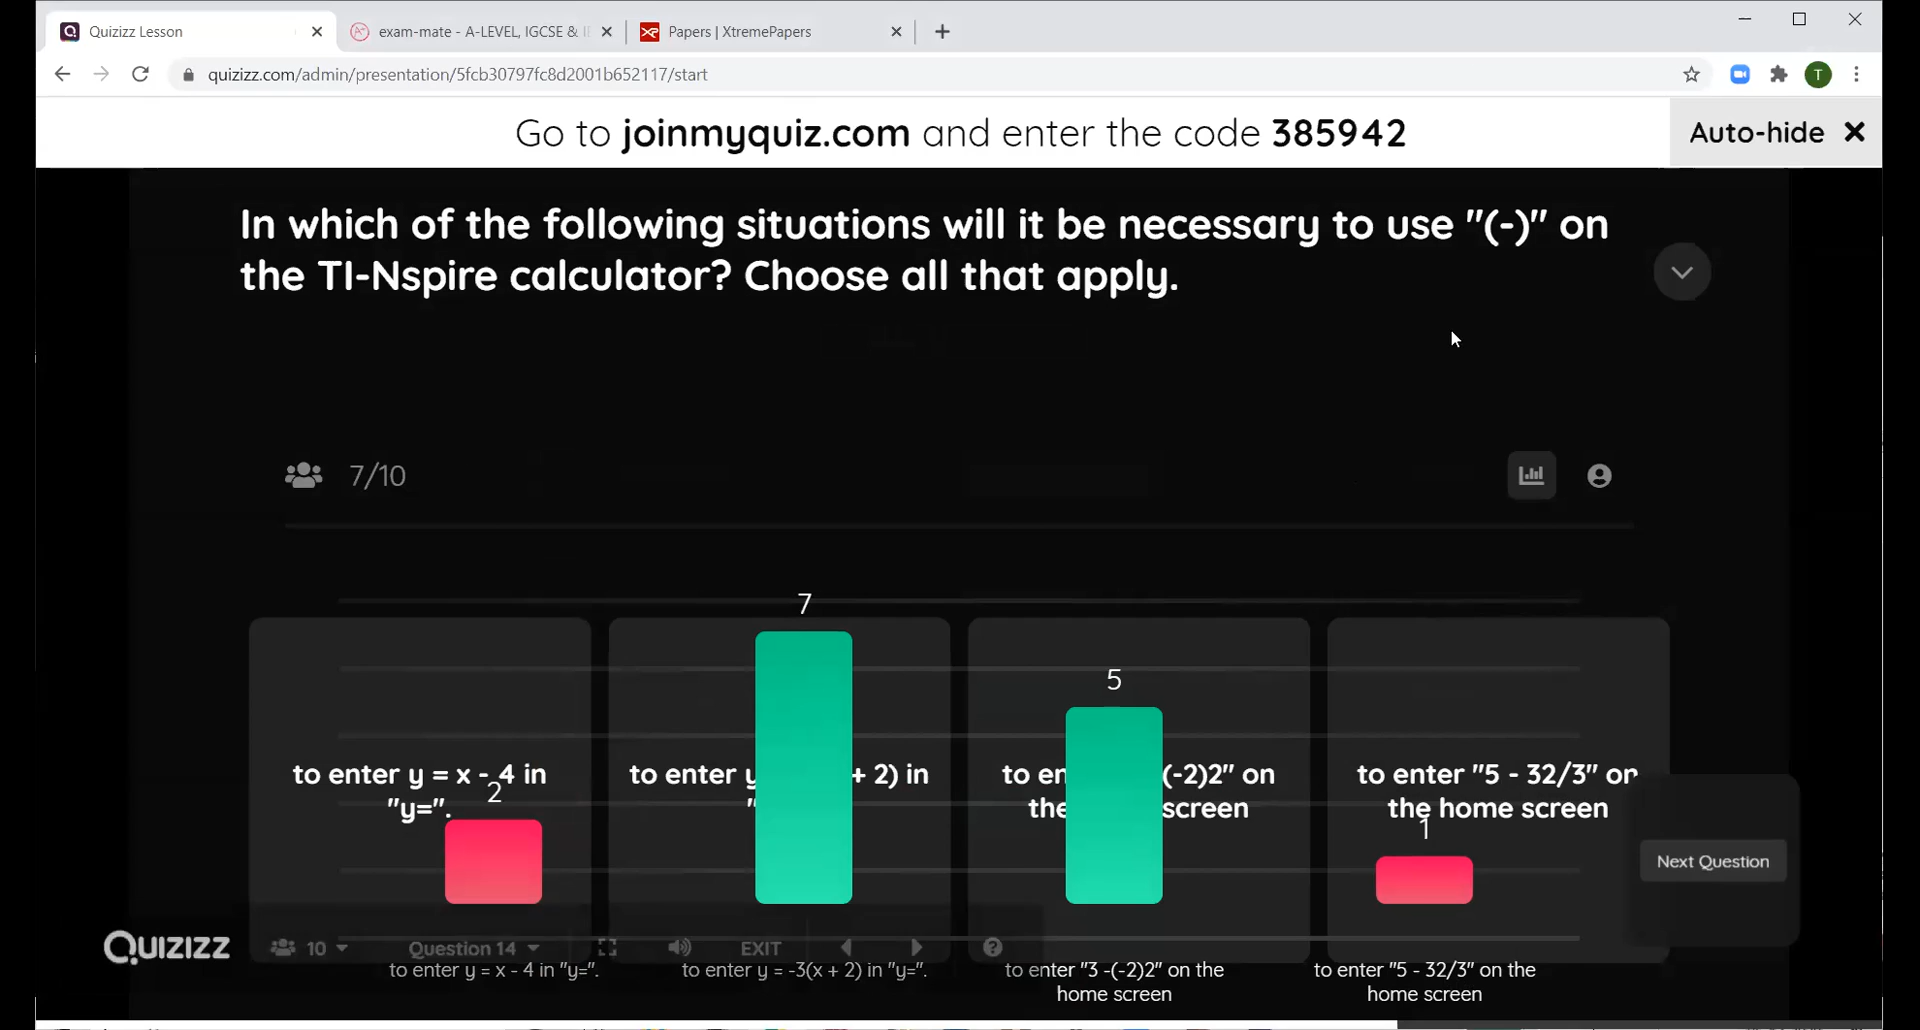 Quizizz Lesson
exam-mate - A-LEVEL, IGCSE & I
Papers | XtremePapers
quizizz.com/admin/presentation/5fcb30797fc8d2001b652117/start
T
Go to joinmyquiz.com and enter the code 385942
Auto-hide
In which of the following situations will it be necessary to use "(-)" on
the TI-Nspire calculator? Choose all that apply.
7/10
7
5
2
1
to enter y = x - 4 in
"y=".
to enter y + 2) in
"
to en (-2)2" on
the screen
to enter "5 - 32/3" on
the home screen
Next Question
QUIZIZZ
10
Question 14
EXIT
to enter y = x - 4 in "y=".
to enter y = -3(x + 2) in "y=".
to enter "3 -(-2)2" on the
home screen
to enter "5 - 32/3" on the
home screen